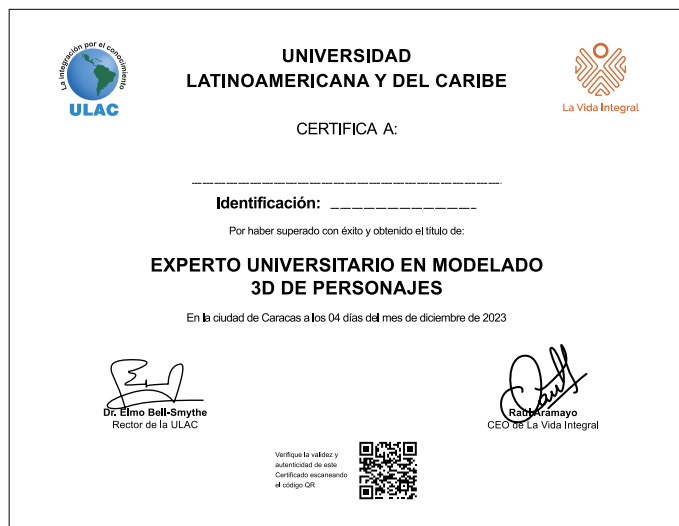 La integración por el conocimiento
ULAC
UNIVERSIDAD
LATINOAMERICANA Y DEL CARIBE
La Vida Integral
CERTIFICA A:
Identificación:
Por haber superado con éxito y obtenido el título de:
EXPERTO UNIVERSITARIO EN MODELADO
3D DE PERSONAJES
En la ciudad de Caracas a los 04 días del mes de diciembre de 2023
Dr. Elmo Bell-Smythe
Rector de la ULAC
Raúl Aramayo
CEO de La Vida Integral
Verifique la validez y
autenticidad de este
Certificado escaneando
el código QR